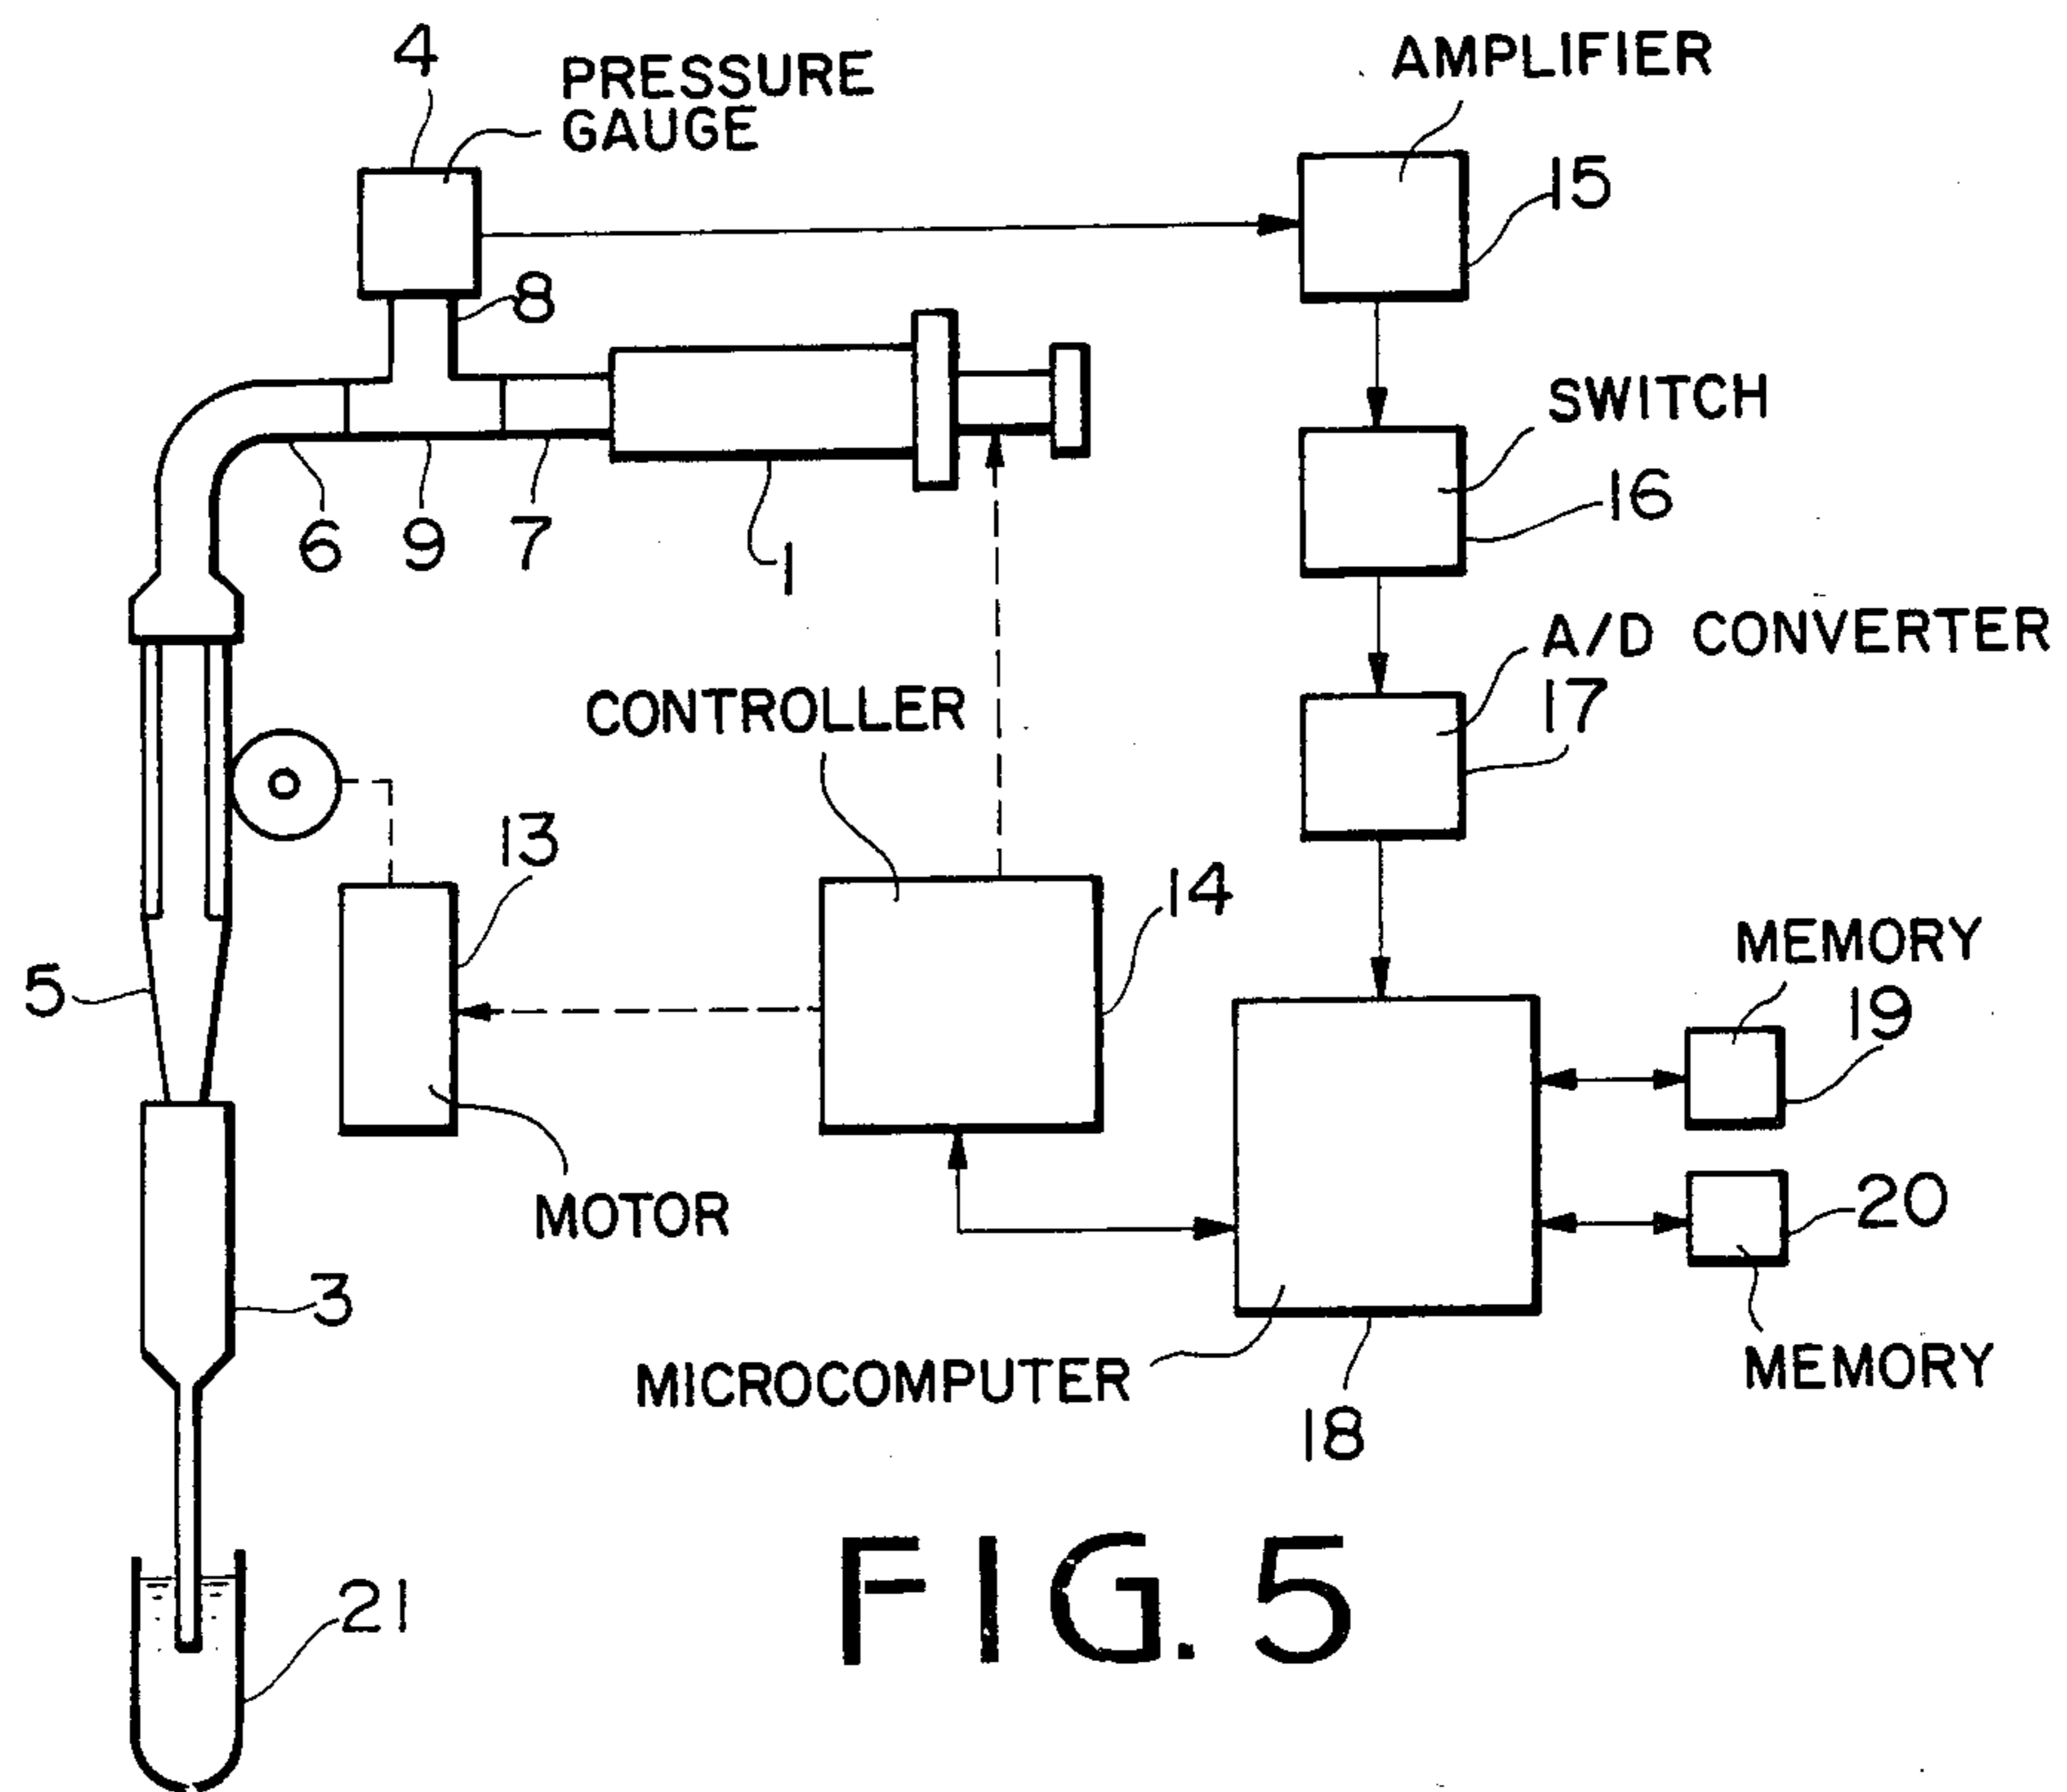 4
PRESSURE
GAUGE
AMPLIFIER
15
8
SWITCH
16
6
9
7
1
A/D CONVERTER
17
CONTROLLER
13
14
MEMORY
19
5
20
MOTOR
3
MICROCOMPUTER
MEMORY
18
21
FIG. 5